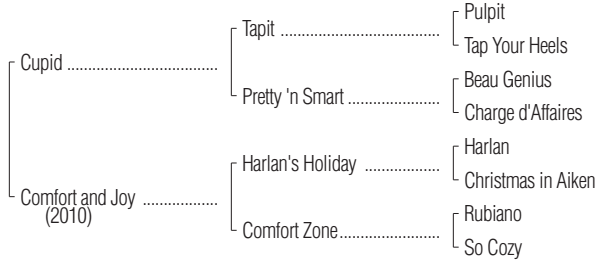 Pulpit
Tapit ....................................
Tap Your Heels
Cupid ...................................
Beau Genius
Pretty 'n Smart .....................
Charge d'Affaires
Harlan
Harlan's Holiday .................
Christmas in Aiken
Comfort and Joy .................
(2010)
Rubiano
Comfort Zone.......................
So Cozy